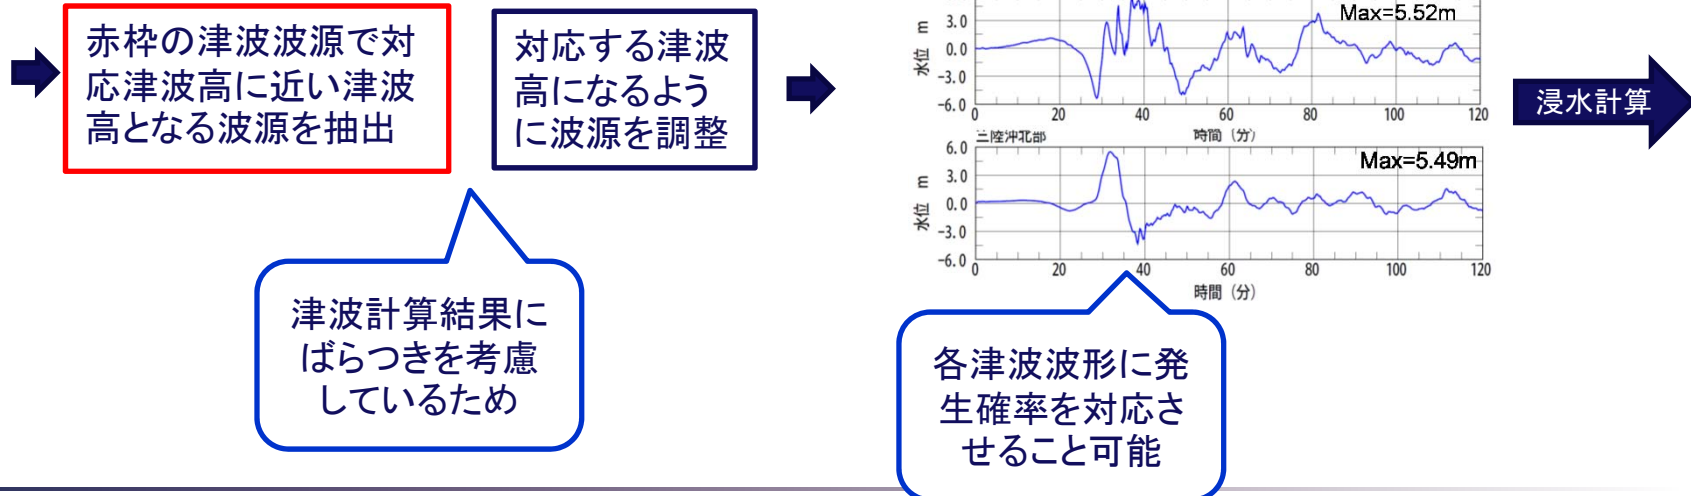 赤枠の津波波源で対
応津波高に近い津波
高となる波源を抽出
対応する津波
高になるよう
に波源を調整
津波計算結果に
ばらつきを考慮
しているため
Max=5.52m
水位 m
3.0
0.0
-3.0
-6.0
0 20 40 60 80 100 120
時間（分）
三陸沖北部
Max=5.49m
水位 m
6.0
3.0
0.0
-3.0
-6.0
0 20 40 60 80 100 120
時間（分）
各津波波形に発
生確率を対応さ
せること可能
浸水計算